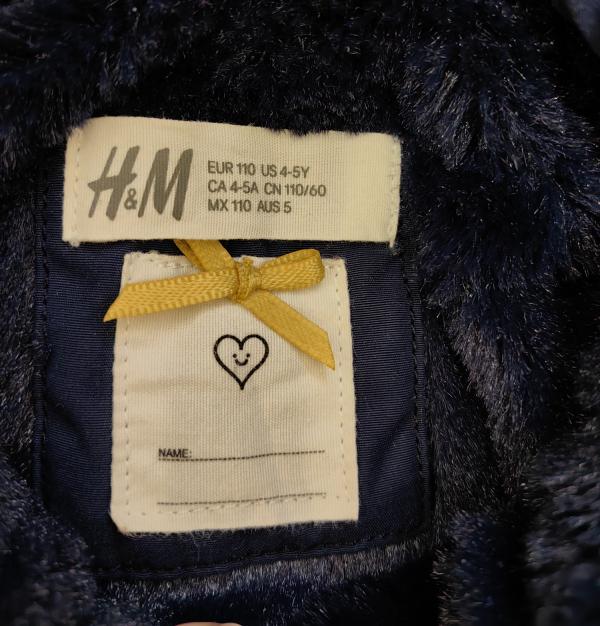 H&M
EUR 110 US 4-5Y
CA 4-5A CN 110/60
MX 110 AUS 5
NAME: